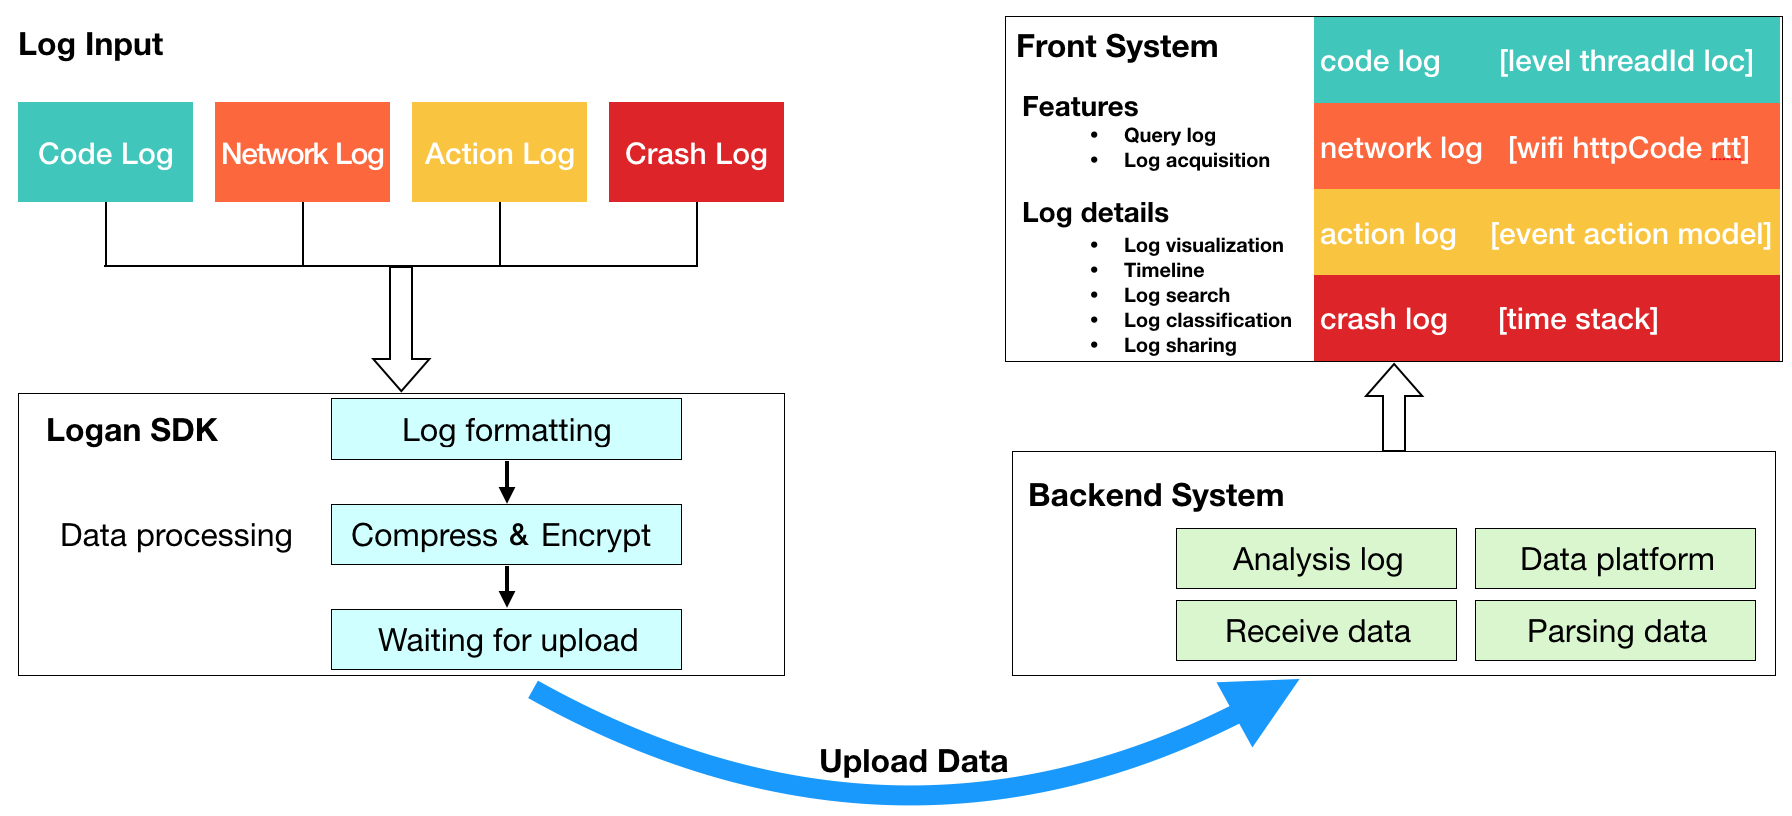 Log Input
Code Log
Network Log
Action Log
Crash Log
Logan SDK
Log formatting
Data processing
Compress & Encrypt
Waiting for upload
Upload Data
Front System
Features
• Query log
• Log acquisition
Log details
• Log visualization
• Timeline
• Log search
• Log classification
• Log sharing
code log [level threadId loc]
network log [wifi httpCode rtt]
action log [event action model]
crash log [time stack]
Backend System
Analysis log
Data platform
Receive data
Parsing data